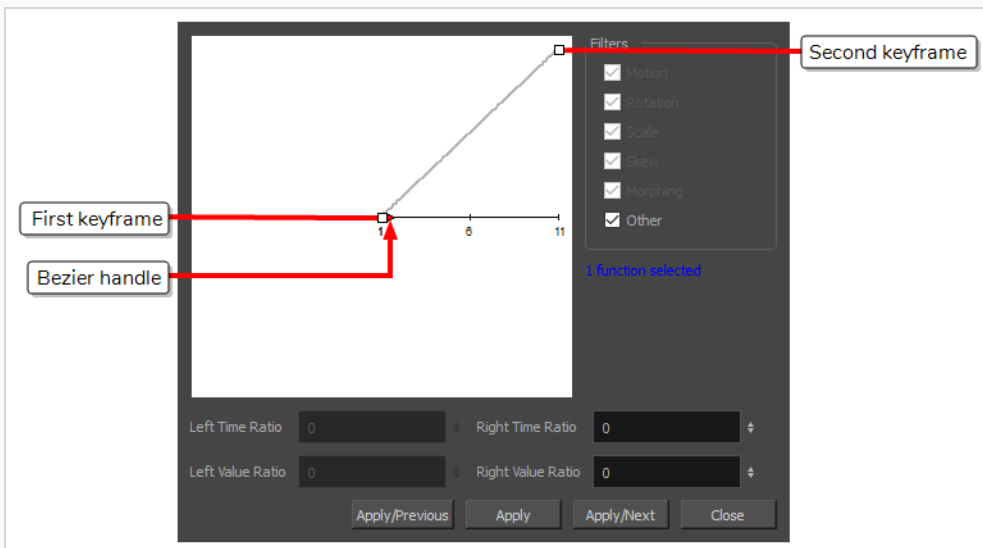 Filters
Second keyframe
Motion
Rotation
Scale
Skew
Morphing
First keyframe
Other
1
6
11
Bezier handle
1 function selected
Left Time Ratio 0 Right Time Ratio 0
Left Value Ratio 0 Right Value Ratio 0
Apply/Previous Apply Apply/Next Close